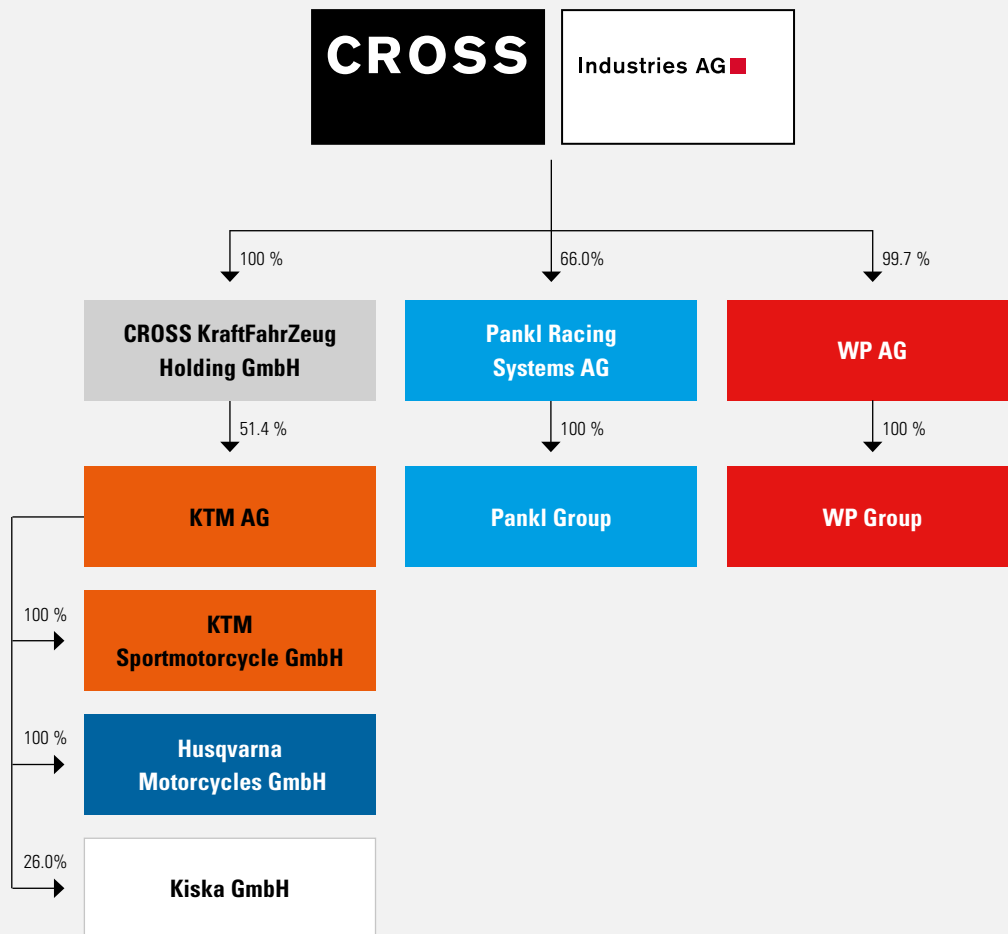 CROSS
Industries AG
100 %
66.0%
99.7 %
CROSS KraftFahrZeug
Holding GmbH
Pankl Racing
Systems AG
WP AG
51.4 %
100 %
100 %
KTM AG
Pankl Group
WP Group
100 %
KTM
Sportmotorcycle GmbH
100 %
Husqvarna
Motorcycles GmbH
26.0%
Kiska GmbH